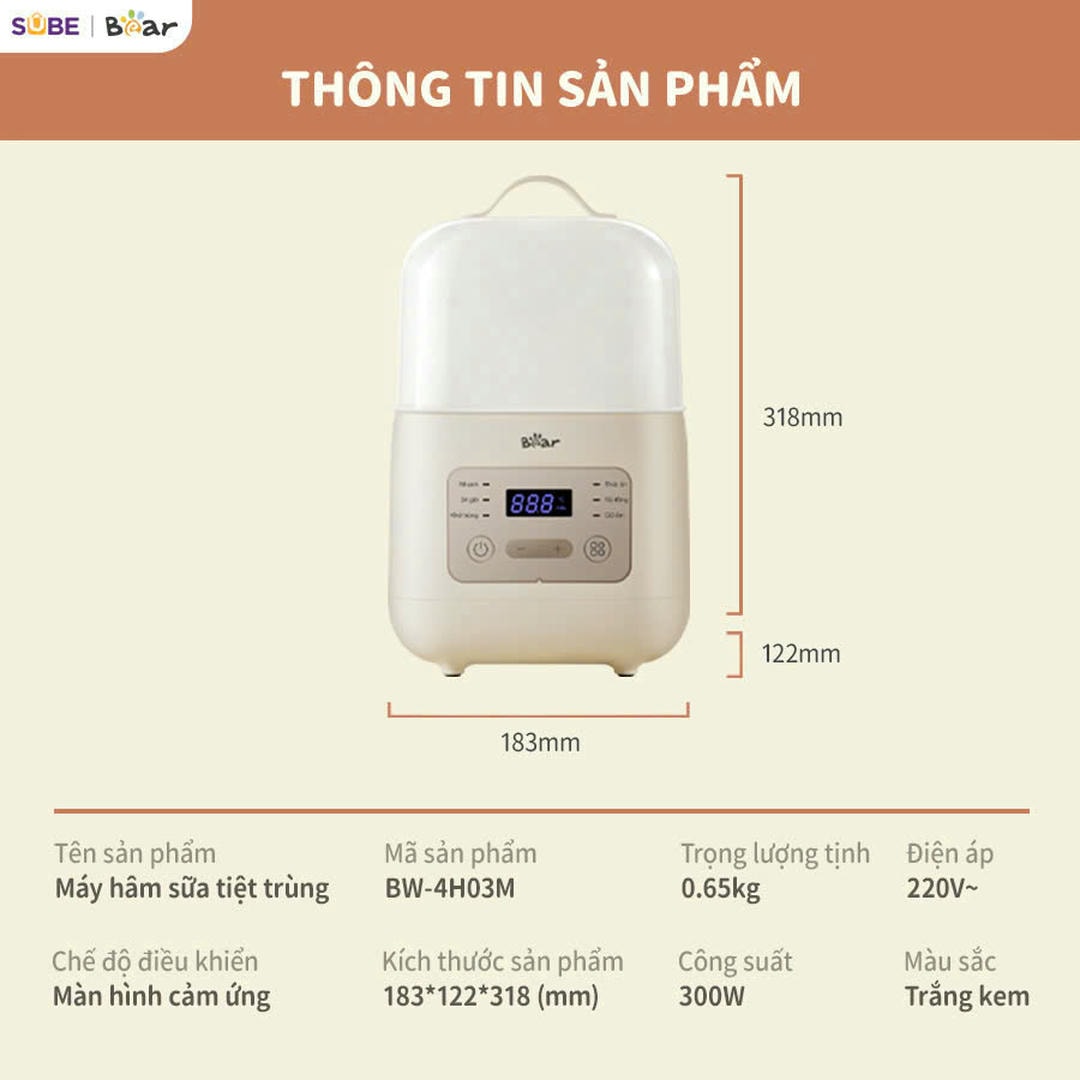 SUBE | Bear
THÔNG TIN SẢN PHẨM
318mm
Bear
888
122mm
183mm
Tên sản phẩm
Máy hâm sữa tiệt trùng
Mã sản phẩm
BW-4H03M
Trọng lượng tịnh
0.65kg
Điện áp
220V~
Chế độ điều khiển
Màn hình cảm ứng
Kích thước sản phẩm
183*122*318 (mm)
Công suất
300W
Màu sắc
Trắng kem